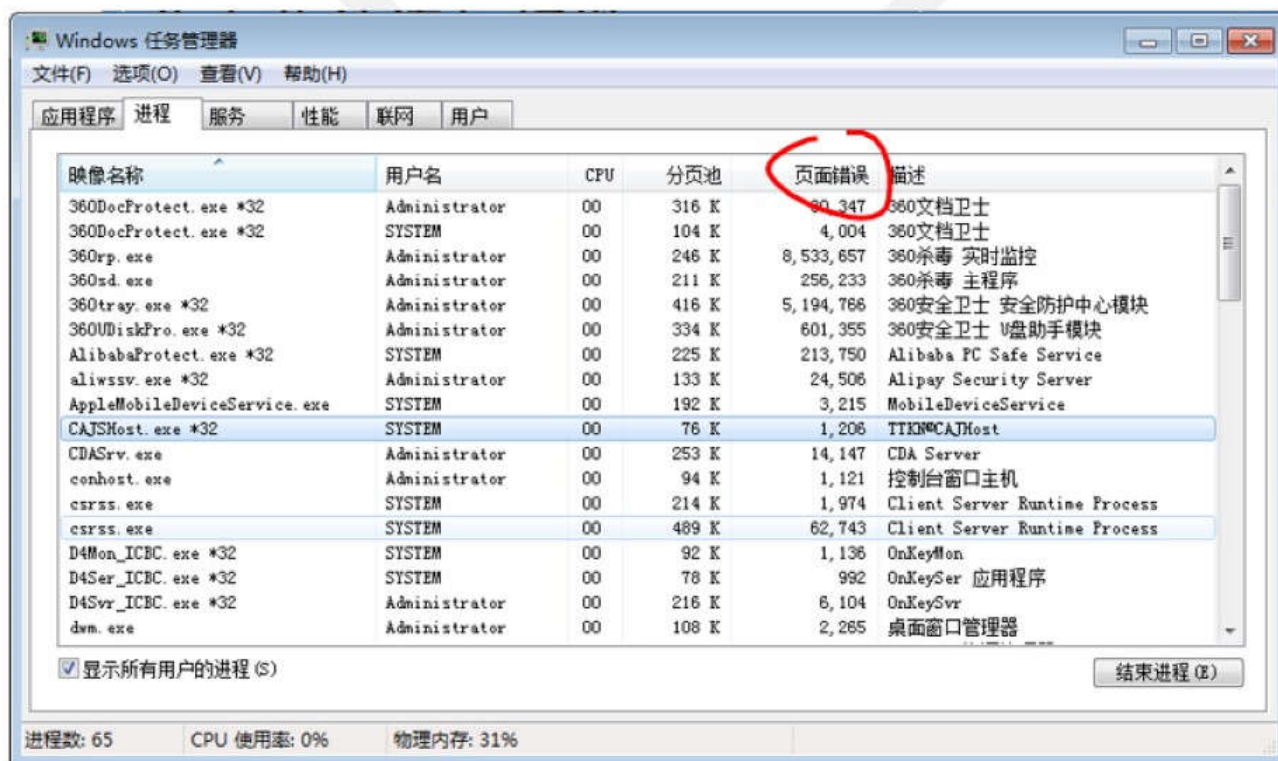 Windows 任务管理器
文件(F) 选项(O) 查看(V) 帮助(H)
应用程序 进程 服务 性能 联网 用户
映像名称 用户名 CPU 分页池 页面错误 描述
360DocProtect.exe *32 Administrator 00 316 K 347 360文档卫士
360DocProtect.exe *32 SYSTEM 00 104 K 4,004 360文档卫士
360rp.exe Administrator 00 246 K 8,533,657 360杀毒 实时监控
360sd.exe Administrator 00 211 K 256,233 360杀毒 主程序
360tray.exe *32 Administrator 00 416 K 5,194,766 360安全卫士 安全防护中心模块
360UDiskPro.exe *32 Administrator 00 334 K 601,355 360安全卫士 U盘助手模块
AlibabaProtect.exe *32 SYSTEM 00 225 K 213,750 Alibaba PC Safe Service
aliwssv.exe *32 Administrator 00 133 K 24,506 Alipay Security Server
AppleMobileDeviceService.exe SYSTEM 00 192 K 3,215 MobileDeviceService
CAJSHost.exe *32 SYSTEM 00 76 K 1,206 TTKN®CAJHost
CDASrv.exe Administrator 00 253 K 14,147 CDA Server
conhost.exe Administrator 00 94 K 1,121 控制台窗口主机
csrss.exe SYSTEM 00 214 K 1,974 Client Server Runtime Process
csrss.exe SYSTEM 00 489 K 62,743 Client Server Runtime Process
D4Mon_ICBC.exe *32 SYSTEM 00 92 K 1,136 OnKeyMon
D4Ser_ICBC.exe *32 SYSTEM 00 78 K 992 OnKeySer 应用程序
D4Svr_ICBC.exe *32 Administrator 00 216 K 6,104 OnKeySvr
dwm.exe Administrator 00 108 K 2,265 桌面窗口管理器
显示所有用户的进程(S) 结束进程(E)
进程数: 65 CPU 使用率: 0% 物理内存: 31%